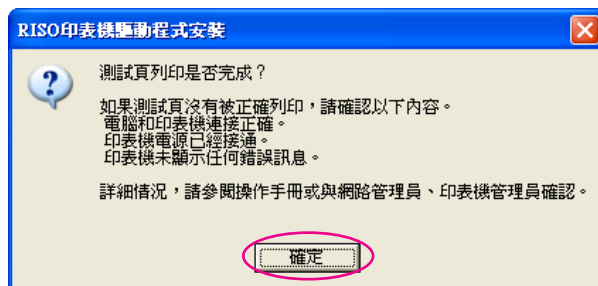 RISO印表機驅動程式安裝
測試頁列印是否完成？
如果測試頁沒有被正確列印，請確認以下內容。
電腦和印表機連接正確。
印表機電源已經接通。
印表機未顯示任何錯誤訊息。
詳細情況，請參閱操作手冊或與網路管理員、印表機管理員確認。
確定